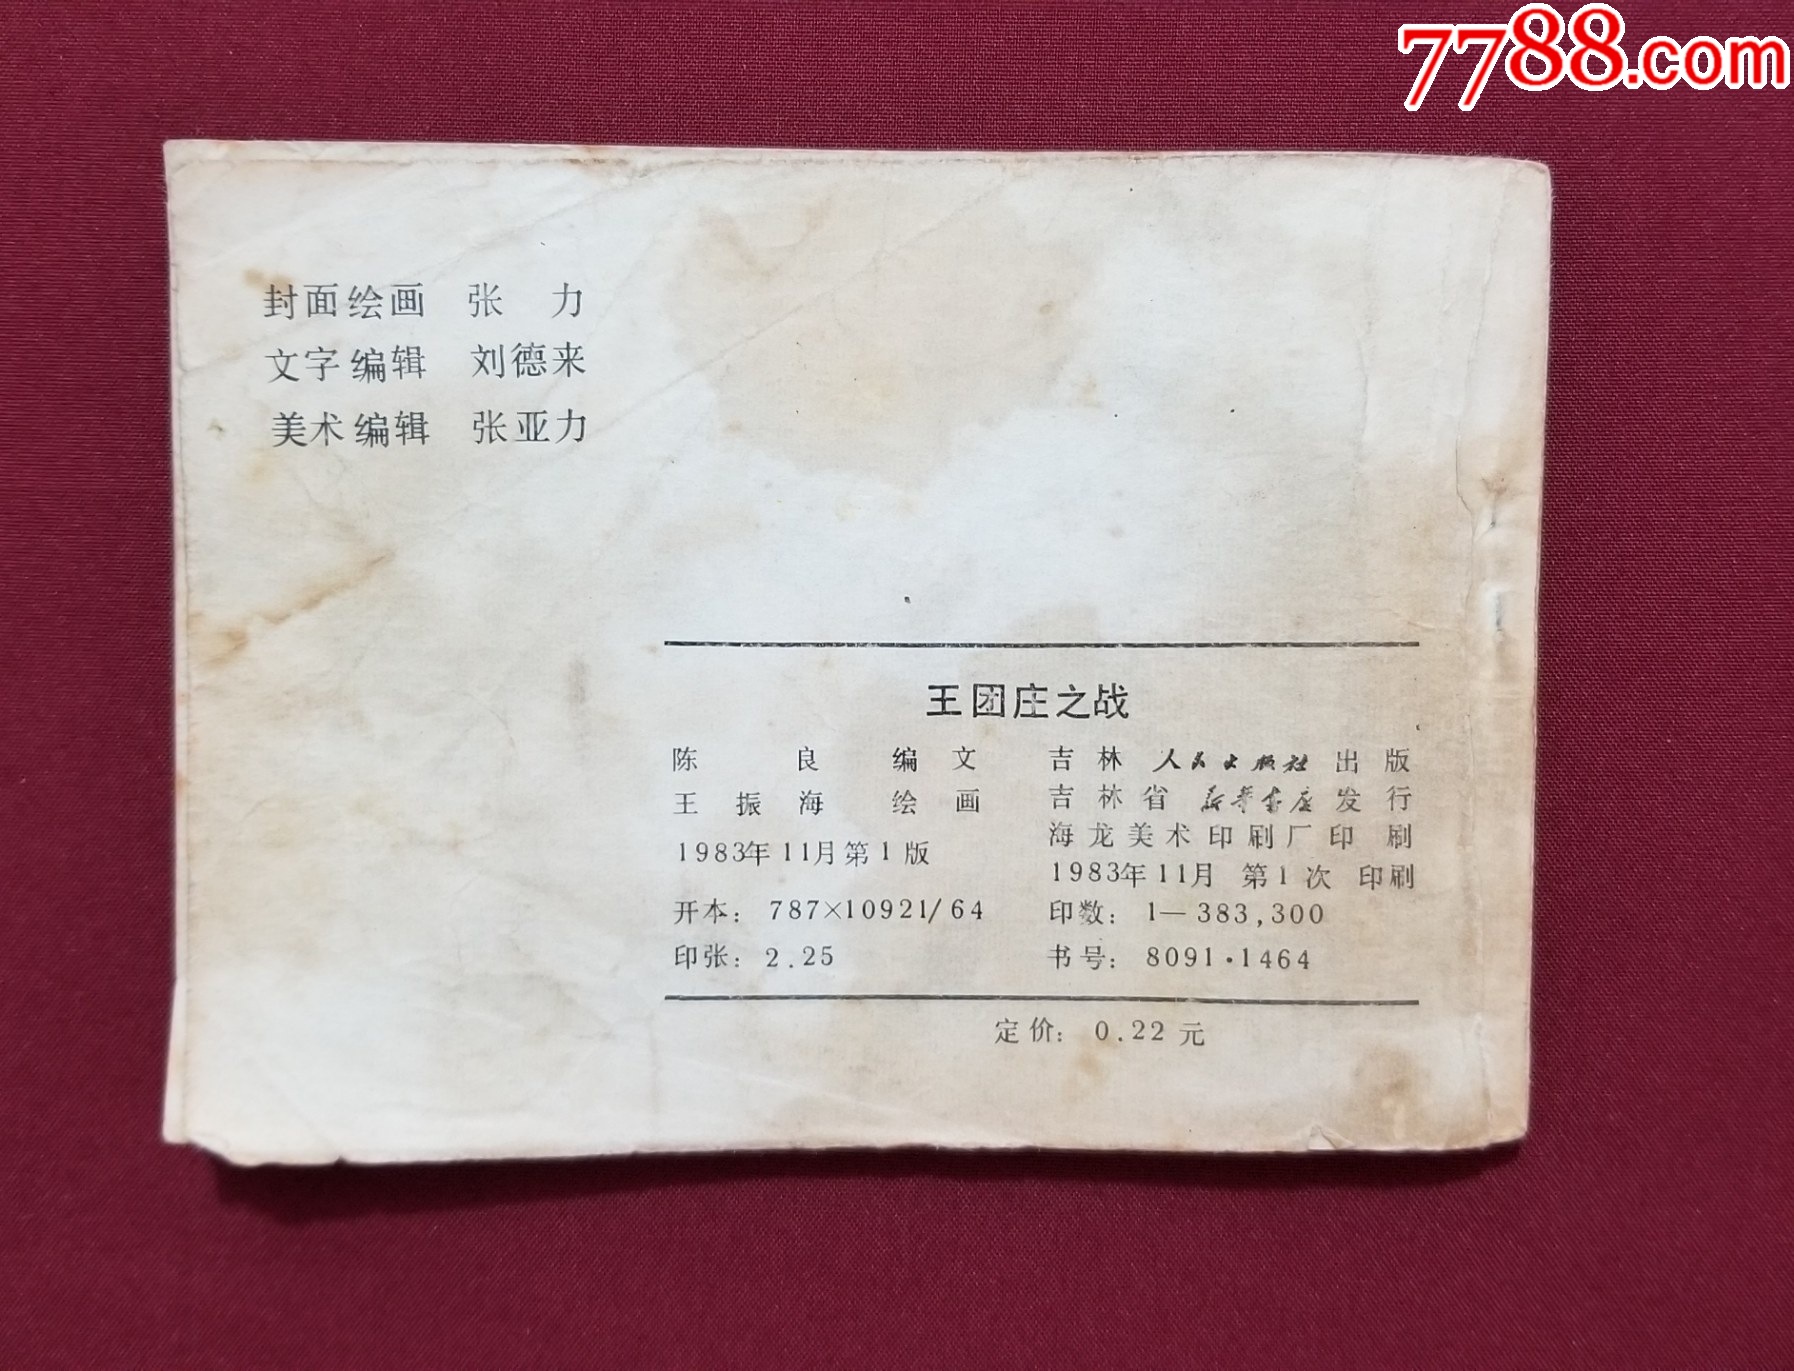 7788.com
封面绘画 张 力
文字编辑 刘德来
美术编辑 张亚力
王团庄之战
陈 良 编 文
王 振 海 绘 画
1983年11月第1版
开本: 787×10921/64
印张: 2.25
吉林人民出版社出版
吉林省新华书店发行
海龙美术印刷厂印刷
1983年11月 第1次 印刷
印数: 1—383,300
书号: 8091·1464
定价: 0.22 元